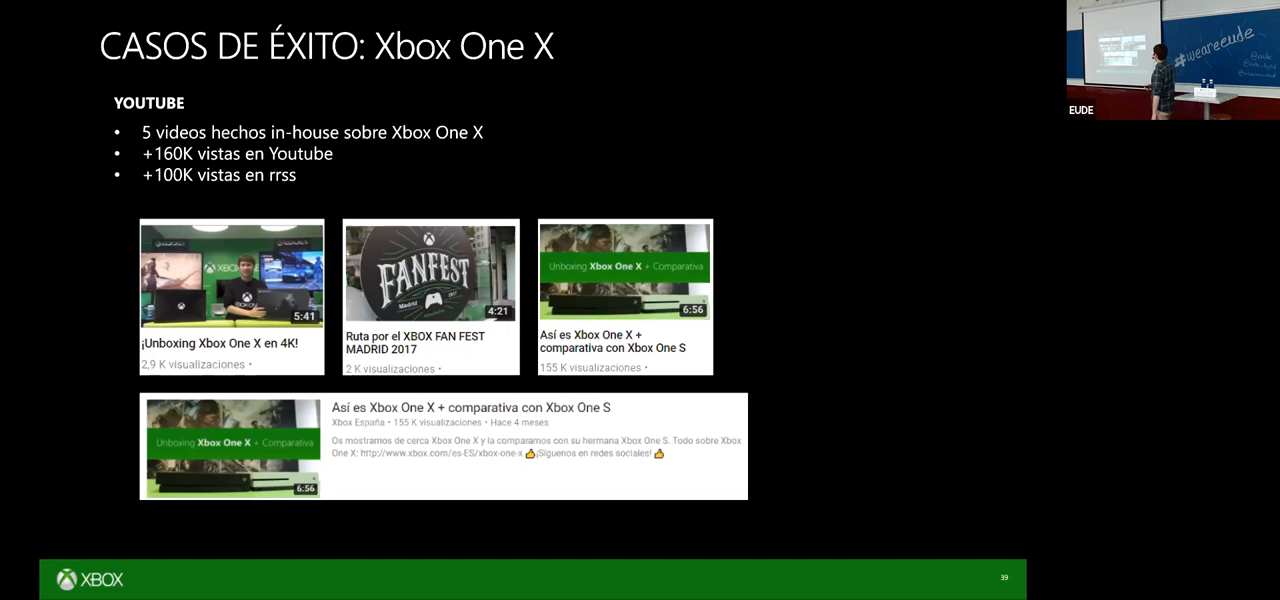 CASOS DE ÉXITO: Xbox One X
YOUTUBE
• 5 videos hechos in-house sobre Xbox One X
• +160K vistas en Youtube
• +100K vistas en rrss
XBOX
5:41
¡Unboxing Xbox One X en 4K!
2,9 K visualizaciones •
FANFEST
Madrid 2017
4:21
Ruta por el XBOX FAN FEST
MADRID 2017
2 K visualizaciones •
Unboxing Xbox One X + Comparativa
6:56
Así es Xbox One X +
comparativa con Xbox One S
155 K visualizaciones •
Unboxing Xbox One X + Comparativa
6:56
Así es Xbox One X + comparativa con Xbox One S
Xbox España • 155 K visualizaciones • Hace 4 meses
Os mostramos de cerca Xbox One X y la comparamos con su hermana Xbox One S. Todo sobre Xbox
One X: http://www.xbox.com/es-ES/xbox-one-x 👍¡Síguenos en redes sociales! 👍
XBOX
39
#weareeude
EUDE